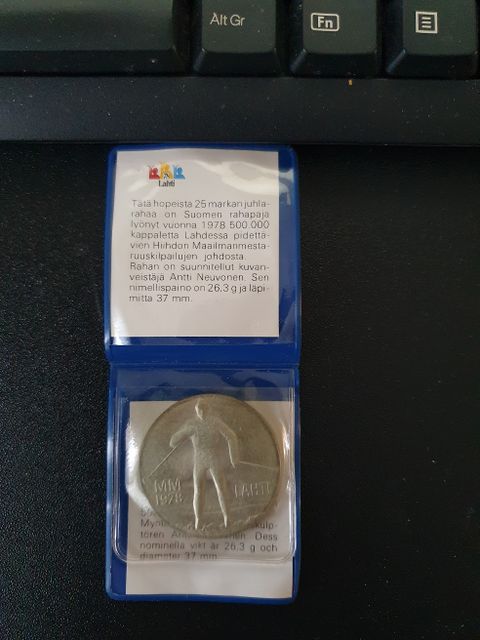 Alt Gr
Fn
Lahti
Tätä hopeista 25 markan juhla-
rahaa on Suomen rahapaja
lyönyt vuonna 1978 500.000
kappaletta Lahdessa pidettä-
vien Hiihdon Maailmanmesta-
ruuskilpailujen johdosta.
Rahan on suunnitellut kuvan-
veistäjä Antti Neuvonen. Sen
nimellispaino on 26,3 g ja läpi-
mitta 37 mm.
MM
1978
LAHTI
tören Dess
nominella vikt är 26,3 g och
diameter 37 mm.